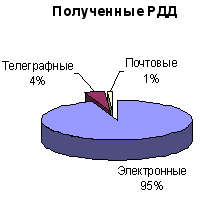 Полученные РДД
Телеграфные
4%
Почтовые
1%
Электронные
95%